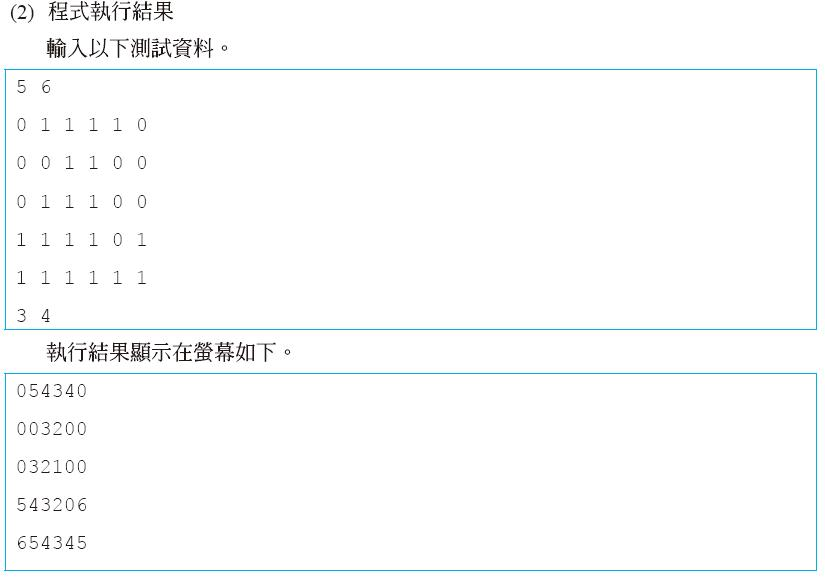 (2) 程式執行結果
輸入以下測試資料。
5 6
0 1 1 1 1 0
0 0 1 1 0 0
0 1 1 1 0 0
1 1 1 1 0 1
1 1 1 1 1 1
3 4
執行結果顯示在螢幕如下。
054340
003200
032100
543206
654345